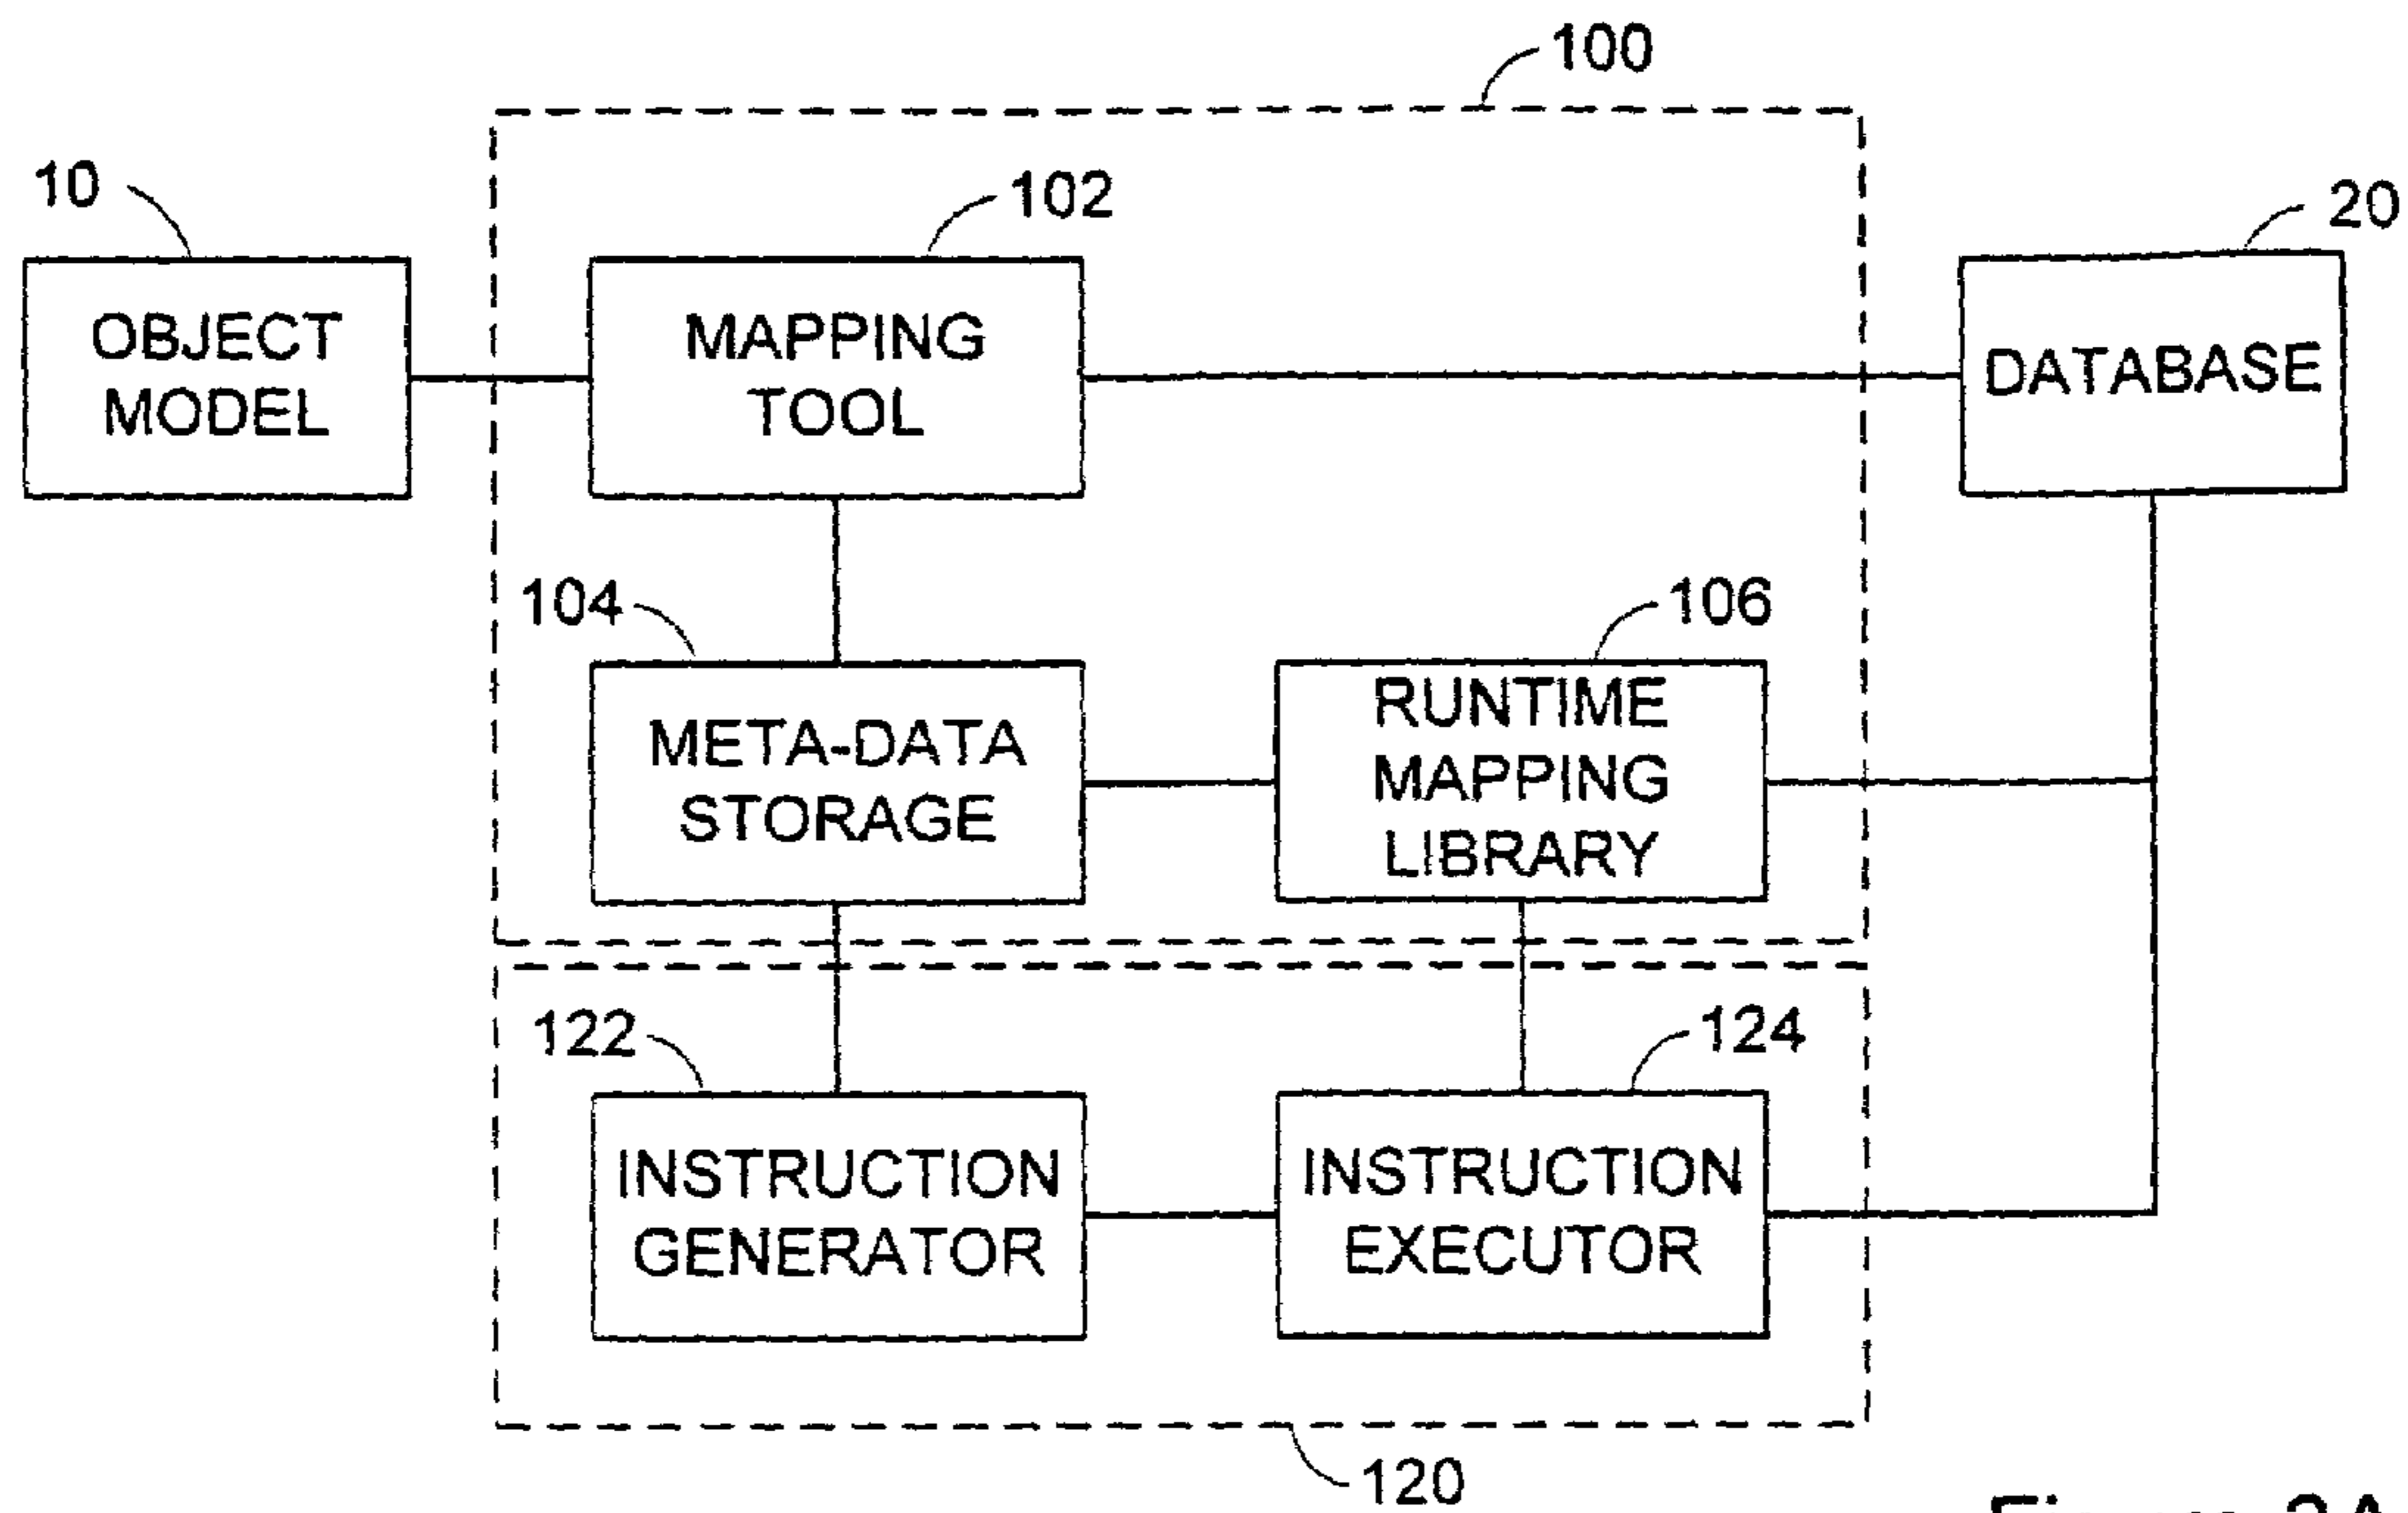 100
10
102
20
OBJECT
MODEL
MAPPING
TOOL
DATABASE
104
106
META-DATA
STORAGE
RUNTIME
MAPPING
LIBRARY
122
124
INSTRUCTION
GENERATOR
INSTRUCTION
EXECUTOR
120